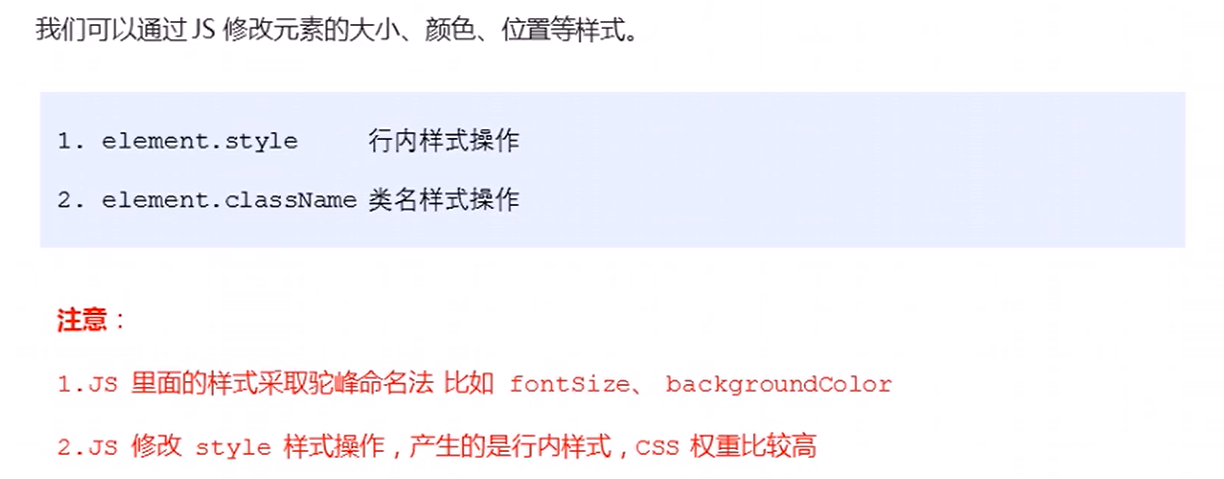 我们可以通过 JS 修改元素的大小、颜色、位置等样式。
1. element.style 行内样式操作
2. element.className 类名样式操作
注意：
1.JS 里面的样式采取驼峰命名法 比如 fontSize、 backgroundColor
2.JS 修改 style 样式操作，产生的是行内样式，CSS 权重比较高